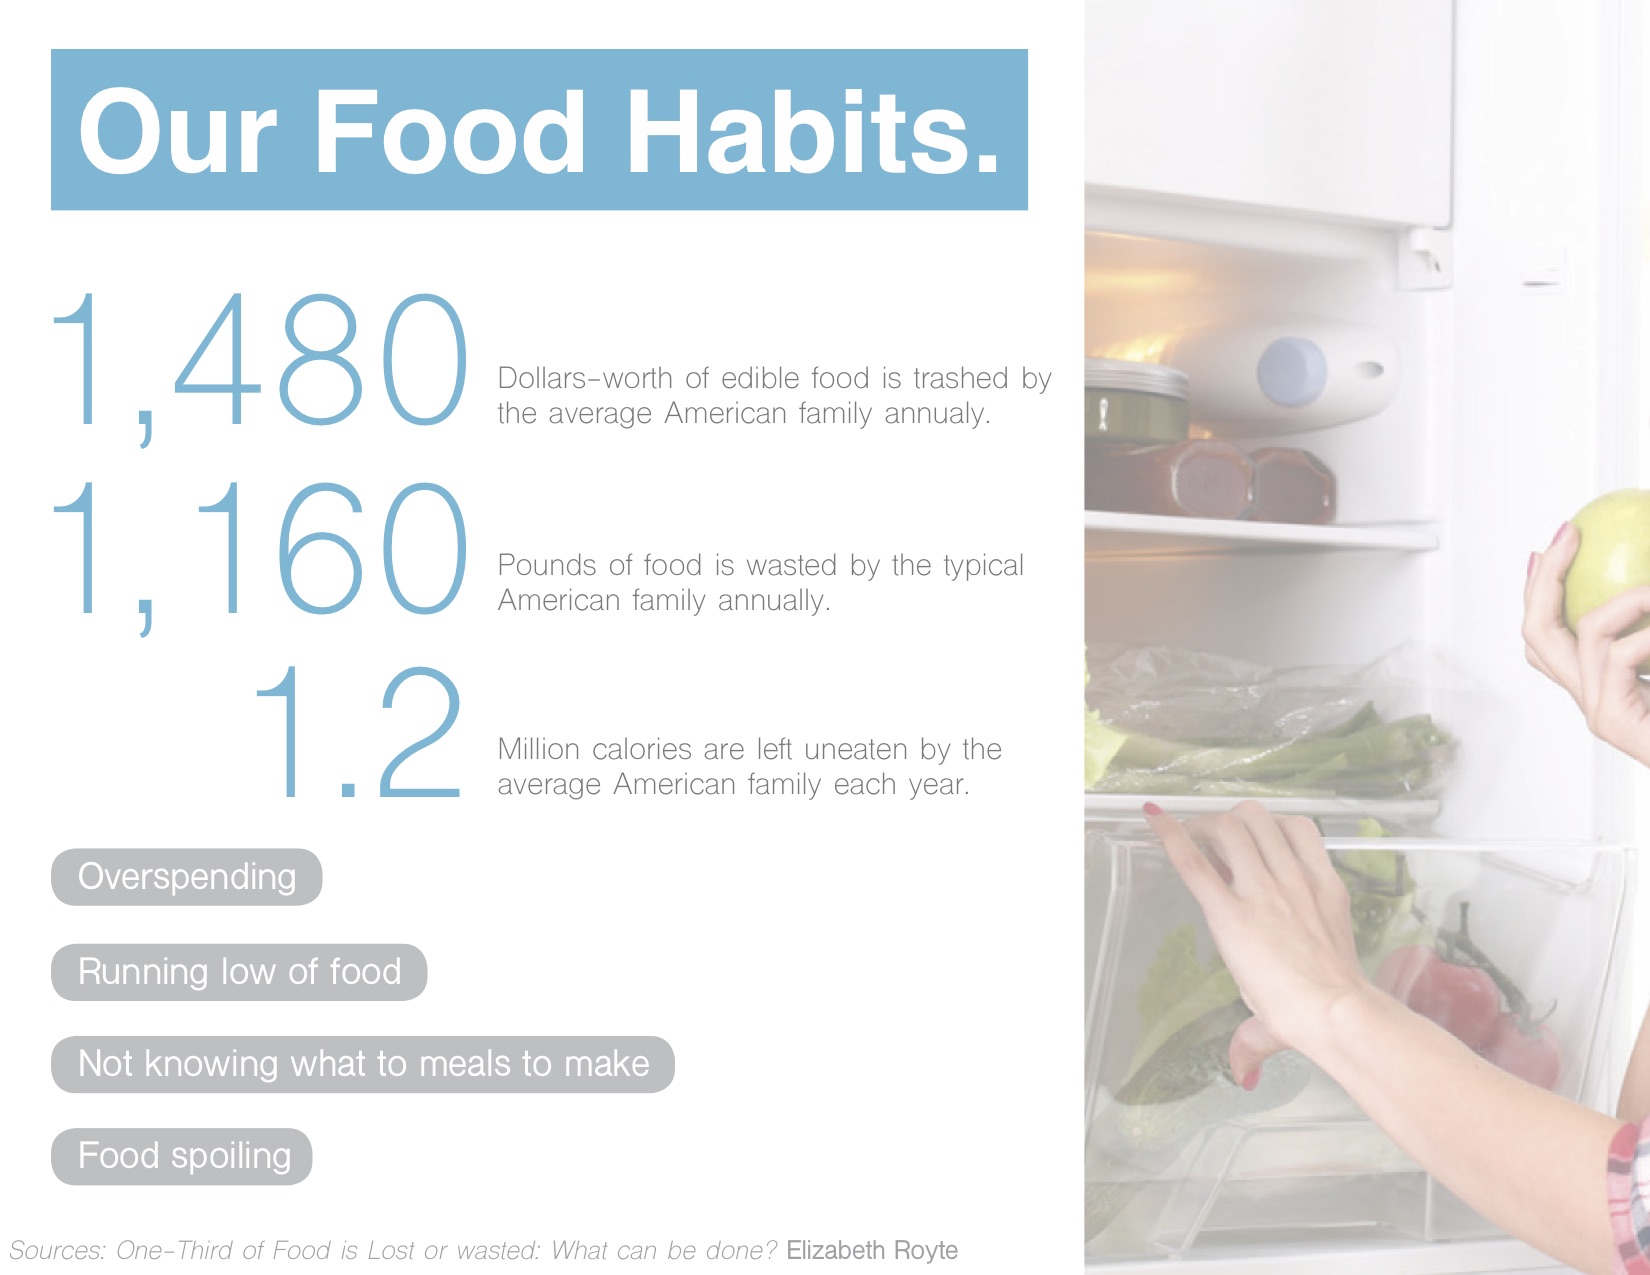 Our Food Habits.
1,480
Dollars-worth of edible food is trashed by
the average American family annualy.
1,160
Pounds of food is wasted by the typical
American family annually.
1.2
Million calories are left uneaten by the
average American family each year.
Overspending
Running low of food
Not knowing what to meals to make
Food spoiling
Sources: One-Third of Food is Lost or wasted: What can be done? Elizabeth Royte